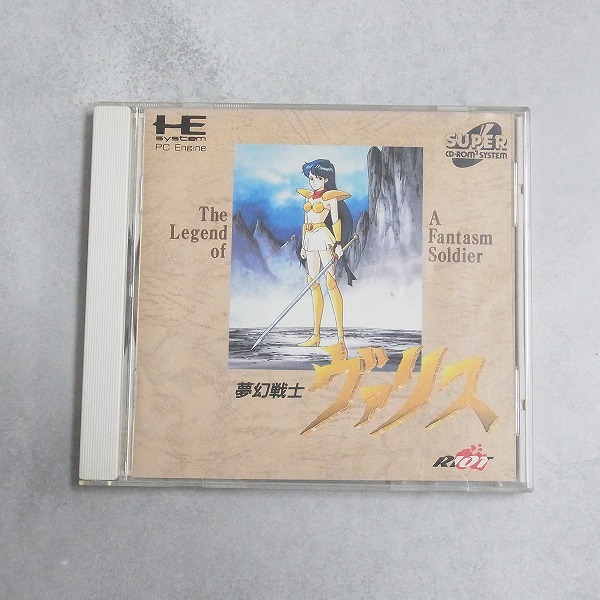 HE
system
PC Engine
SUPER
CD-ROM² SYSTEM
The
Legend
of
A
Fantasm
Soldier
夢幻戦士
ヴァリス
RIOT